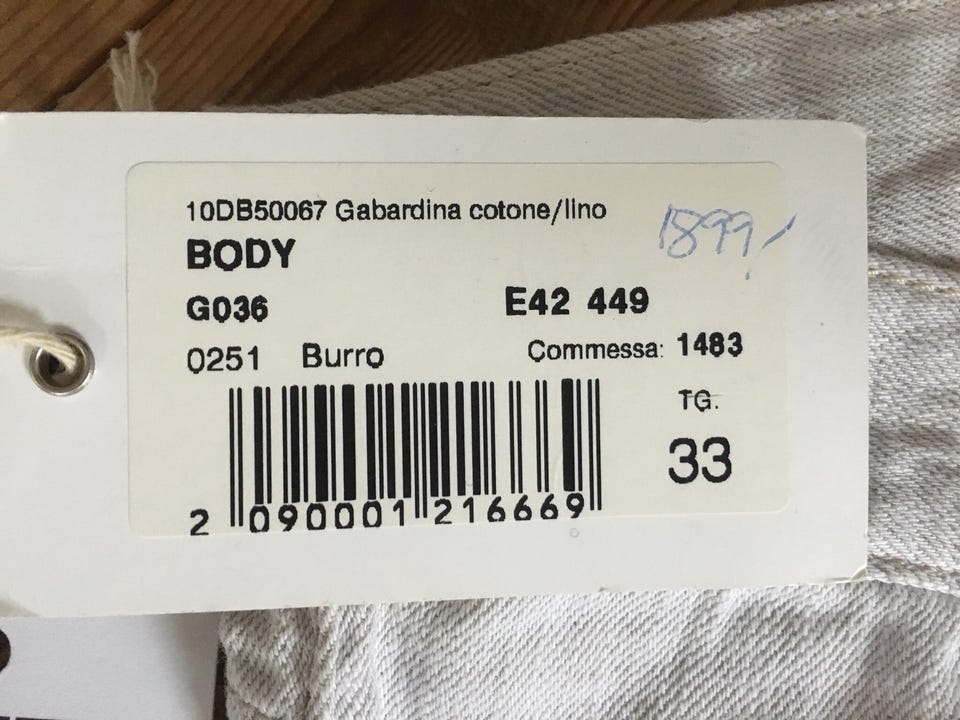 10DB50067 Gabardina cotone/lino
1899,-
BODY
G036 E42 449
0251 Burro Commessa: 1483
TG.
33
2 090001 216669